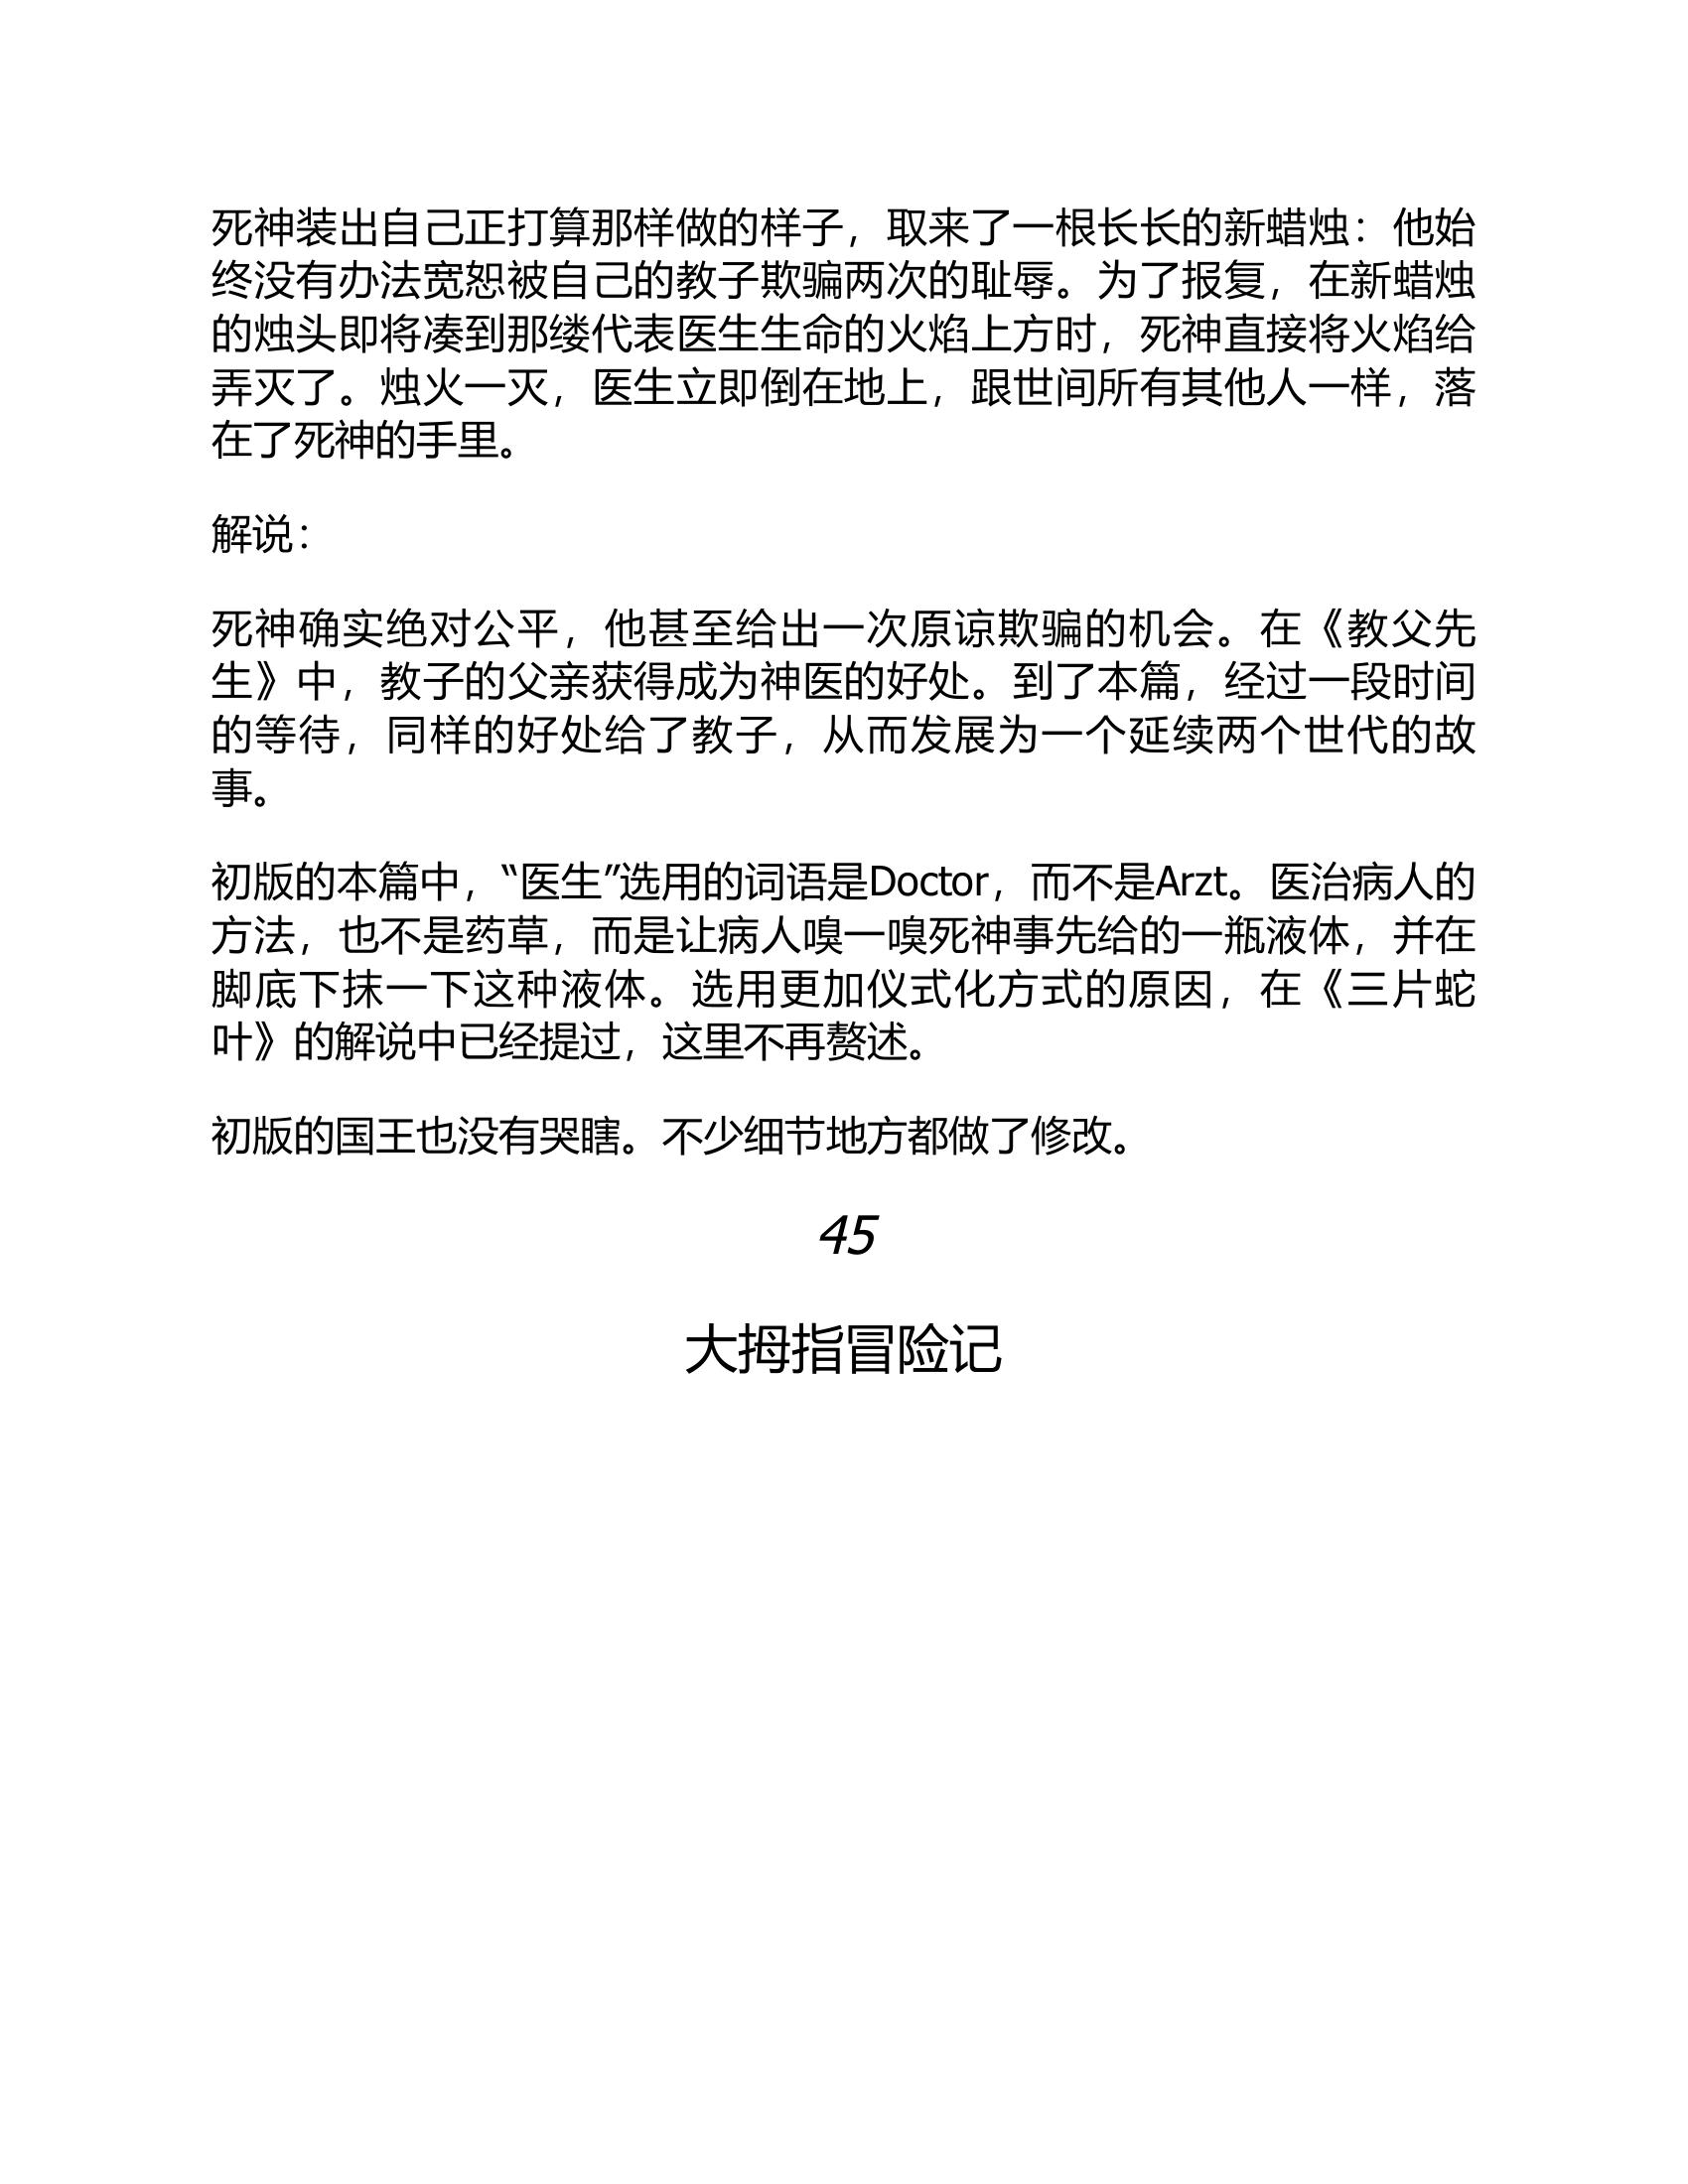 死神装出自己正打算那样做的样子，取来了一根长长的新蜡烛：他始
终没有办法宽恕被自己的教子欺骗两次的耻辱。为了报复，在新蜡烛
的烛头即将凑到那缕代表医生生命的火焰上方时，死神直接将火焰给
弄灭了。烛火一灭，医生立即倒在地上，跟世间所有其他人一样，落
在了死神的手里。
解说：
死神确实绝对公平，他甚至给出一次原谅欺骗的机会。在《教父先
生》中，教子的父亲获得成为神医的好处。到了本篇，经过一段时间
的等待，同样的好处给了教子，从而发展为一个延续两个世代的故
事。
初版的本篇中，“医生”选用的词语是Doctor，而不是Arzt。医治病人的
方法，也不是药草，而是让病人嗅一嗅死神事先给的一瓶液体，并在
脚底下抹一下这种液体。选用更加仪式化方式的原因，在《三片蛇
叶》的解说中已经提过，这里不再赘述。
初版的国王也没有哭瞎。不少细节地方都做了修改。
45
大拇指冒险记